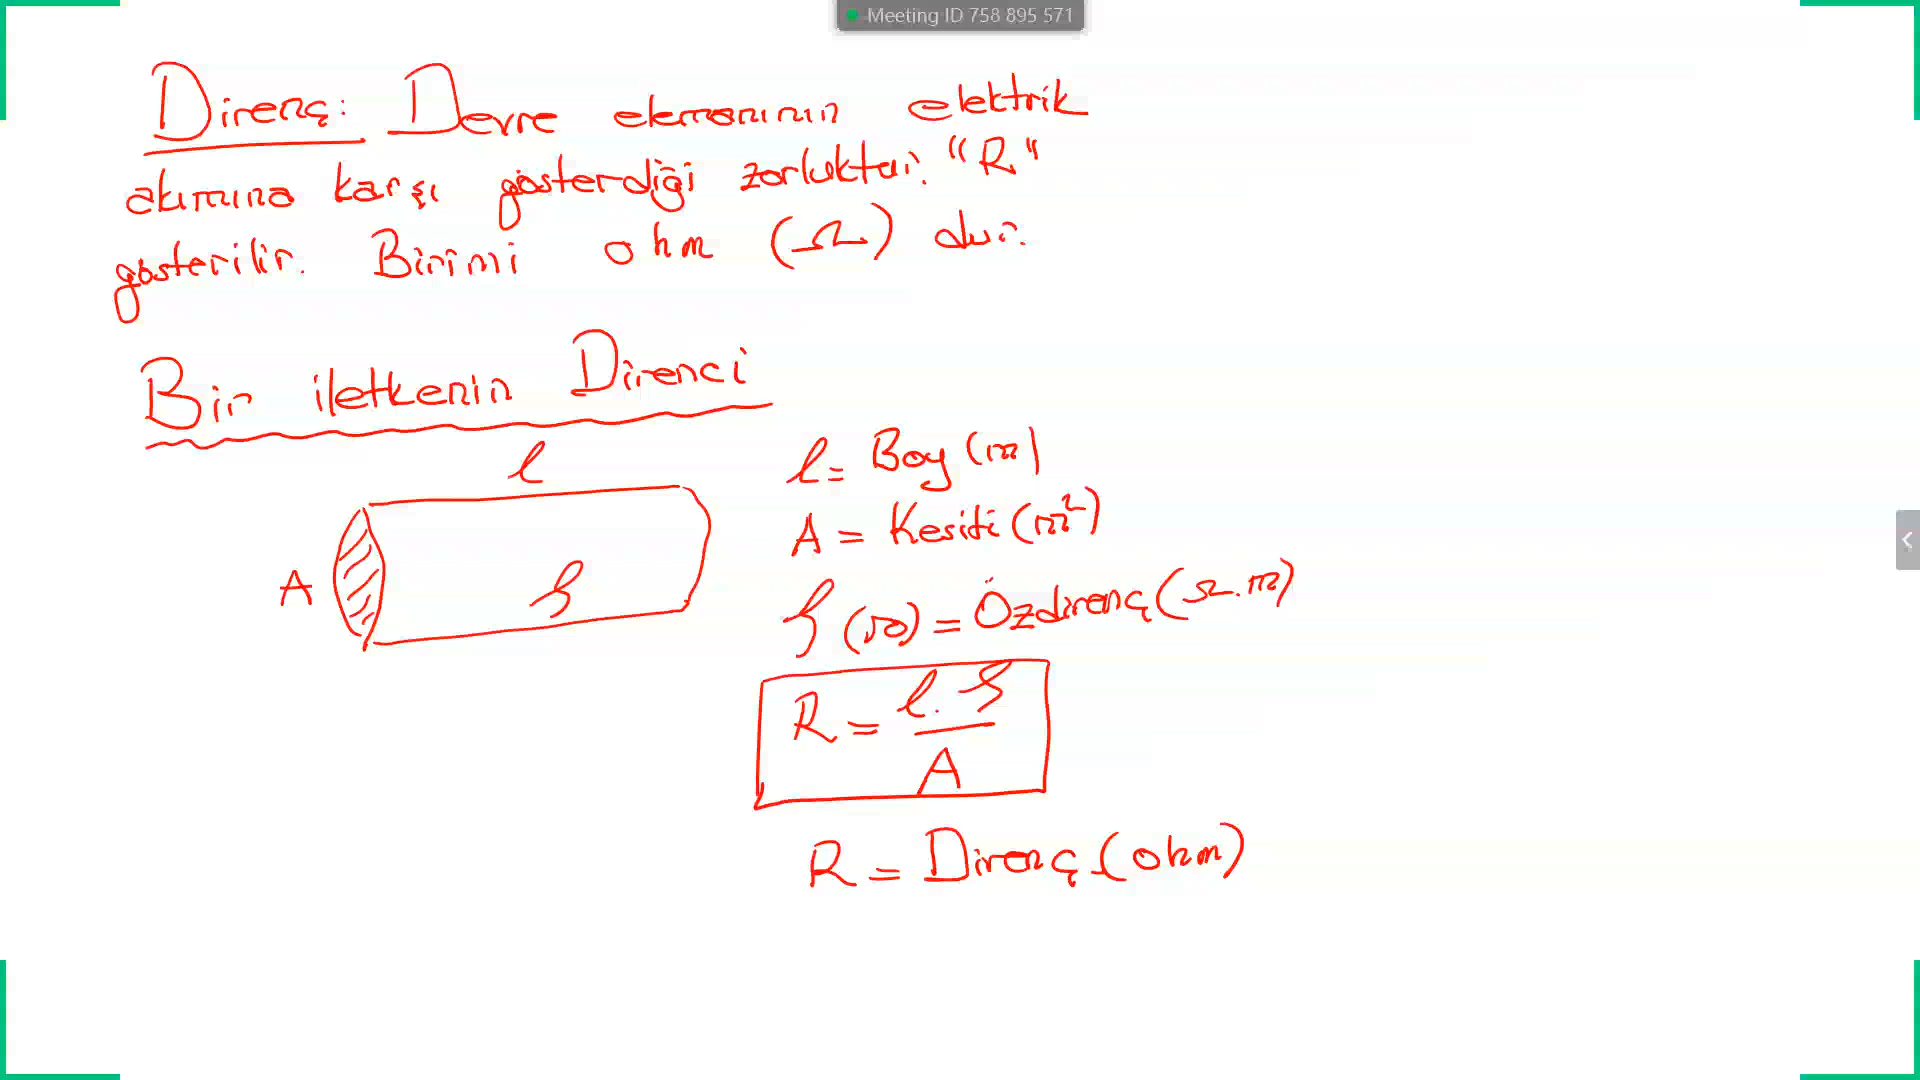 Meeting ID 758 895 571
Direnç: Devre elemanının elektrik
akımına karşı gösterdiği zorluktur. "R"
gösterilir. Birimi ohm (Ω) dur.
Bir iletkenin Direnci
l
A
ρ
l = Boy (m)
A = Kesiti (m²)
ρ (ro) = Özdirenç (Ω.m)
R = l.ρ / A
R = Direnç (ohm)